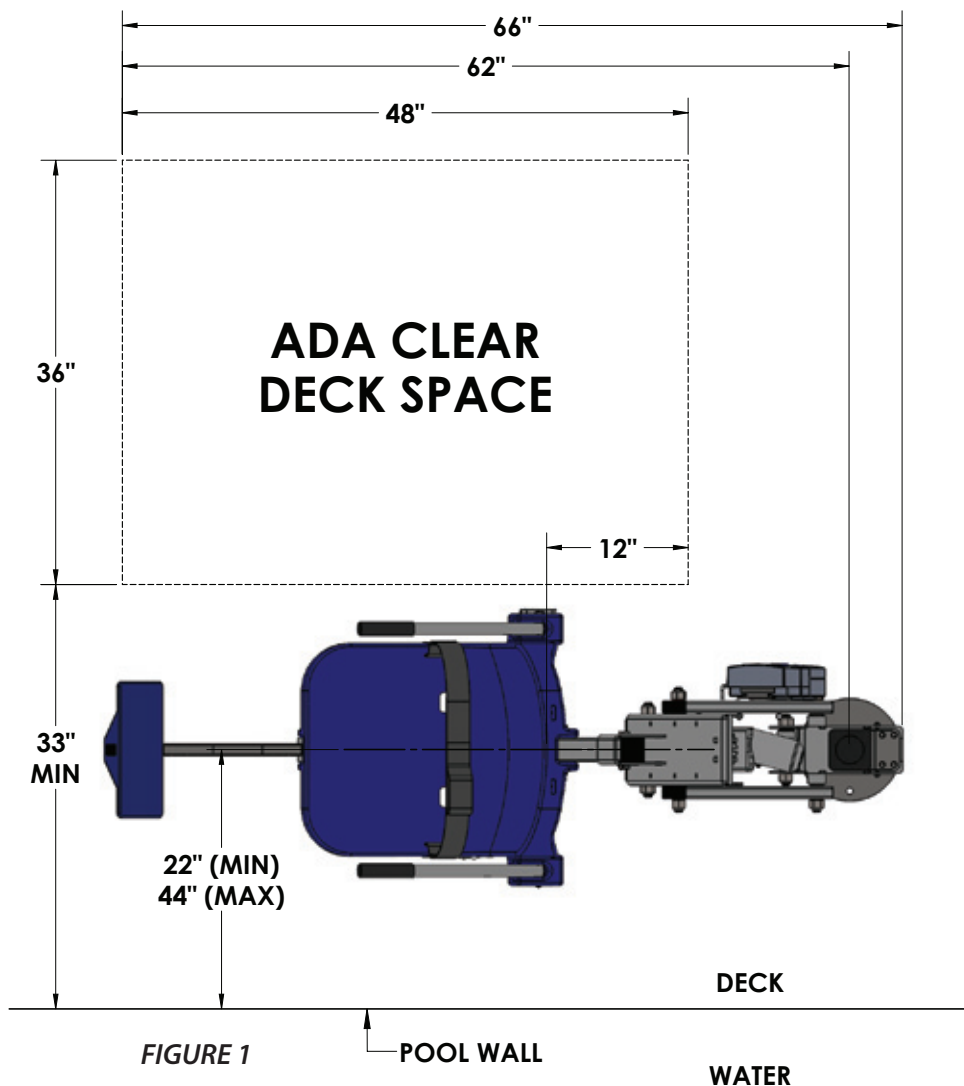 66"
62"
48"
ADA CLEAR
DECK SPACE
36"
12"
33"
MIN
22" (MIN)
44" (MAX)
DECK
FIGURE 1
POOL WALL
WATER